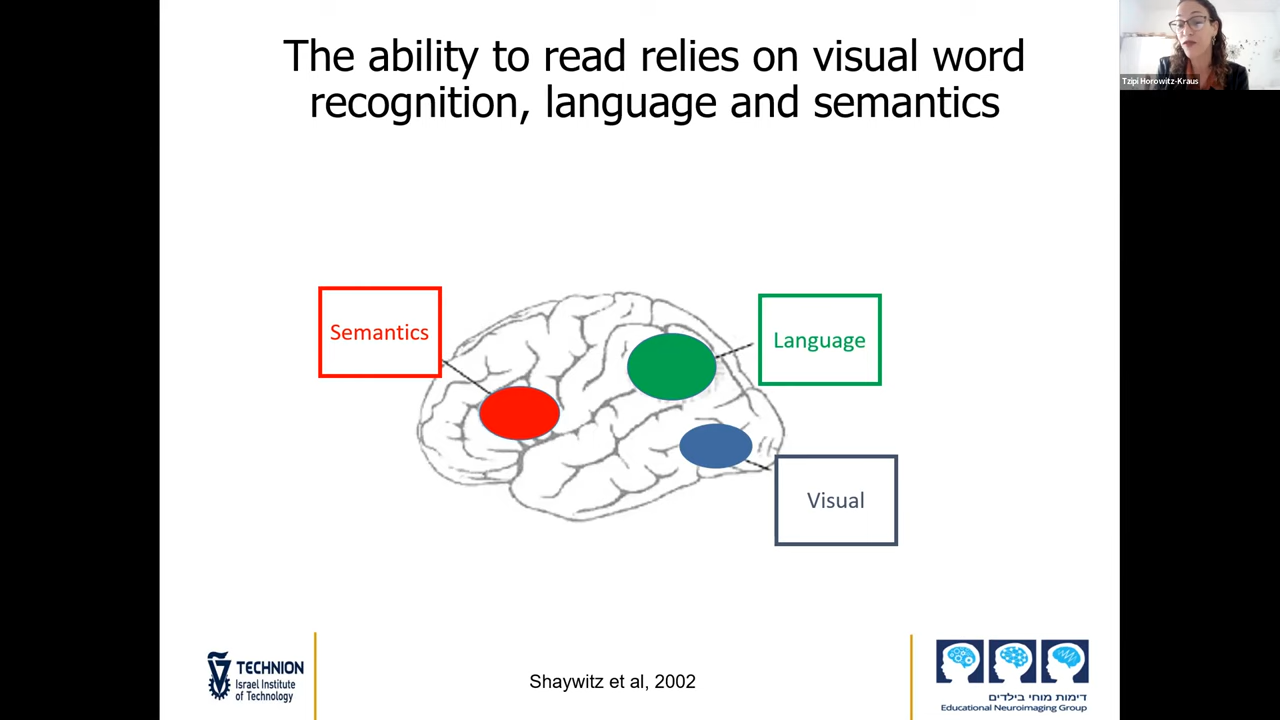 The ability to read relies on visual word
recognition, language and semantics
Tzipi Horowitz-Kraus
Semantics
Language
Visual
TECHNION
Israel Institute
of Technology
Shaywitz et al, 2002
דימות מוחי בילדים
Educational Neuroimaging Group